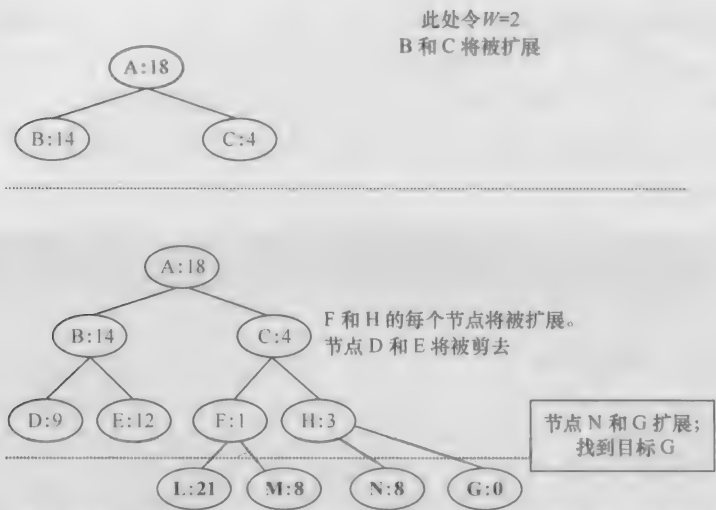 此处令W=2
B 和 C 将被扩展
A:18
B:14
C:4
A:18
B:14
C:4
F 和 H 的每个节点将被扩展。
节点 D 和 E 将被剪去
D:9
E:12
F:1
H:3
节点 N 和 G 扩展;
找到目标 G
L:21
M:8
N:8
G:0